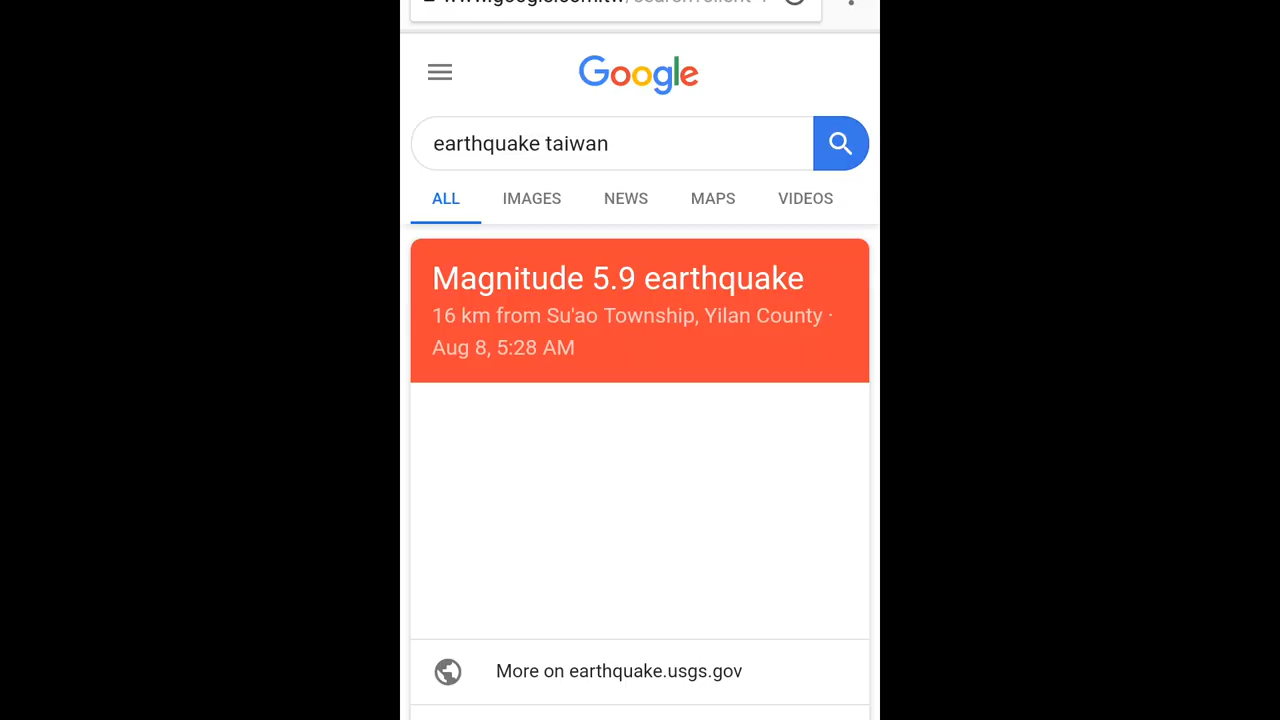 Google
earthquake taiwan
ALL IMAGES NEWS MAPS VIDEOS
Magnitude 5.9 earthquake
16 km from Su'ao Township, Yilan County ·
Aug 8, 5:28 AM
More on earthquake.usgs.gov